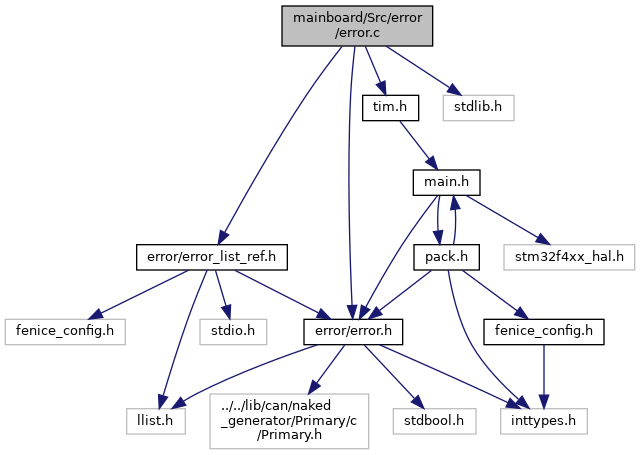 mainboard/Src/error
/error.c
tim.h
stdlib.h
main.h
error/error_list_ref.h
pack.h
stm32f4xx_hal.h
fenice_config.h
stdio.h
error/error.h
fenice_config.h
llist.h
../../lib/can/naked
_generator/Primary/c
/Primary.h
stdbool.h
inttypes.h